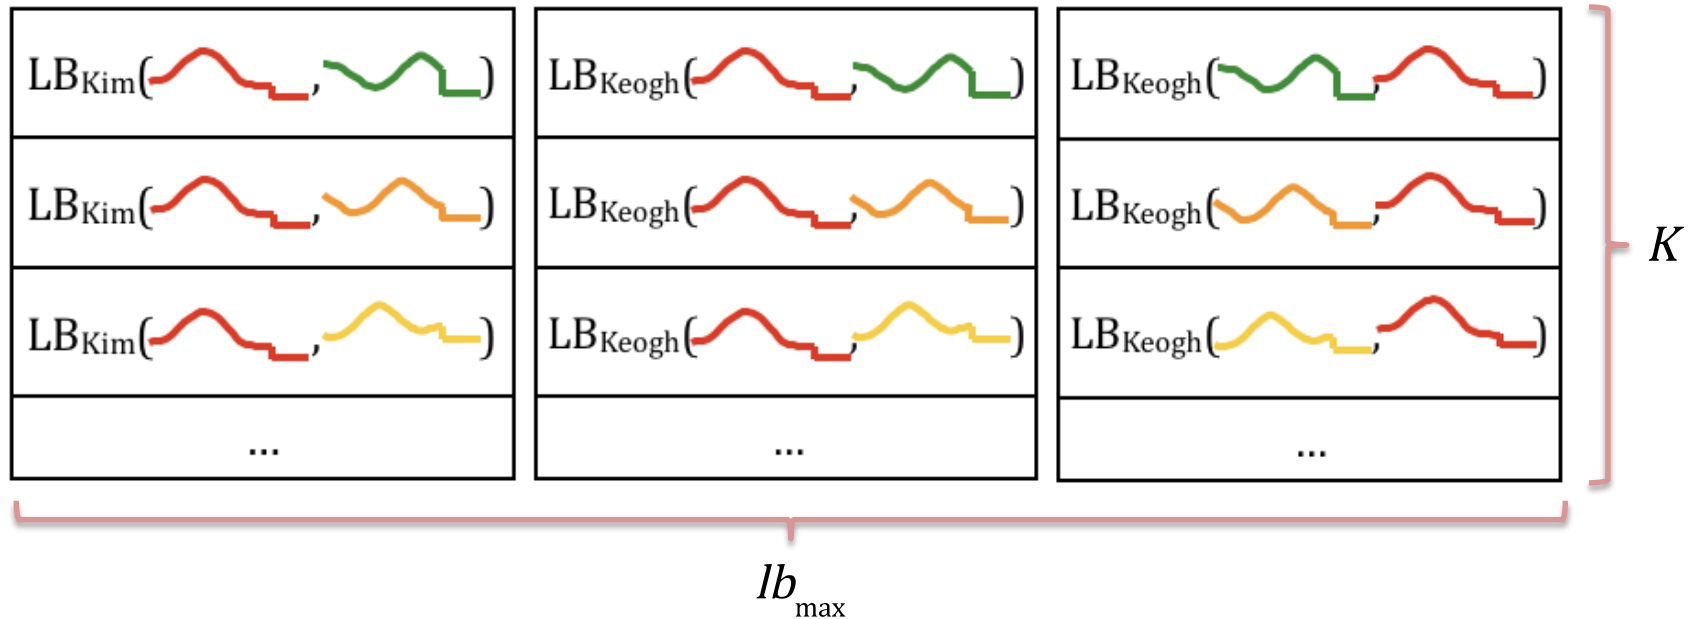 LBKim( , ) LBKeogh( , ) LBKeogh( , )
LBKim( , ) LBKeogh( , ) LBKeogh( , )
LBKim( , ) LBKeogh( , ) LBKeogh( , )
... ... ...
K
lbmax